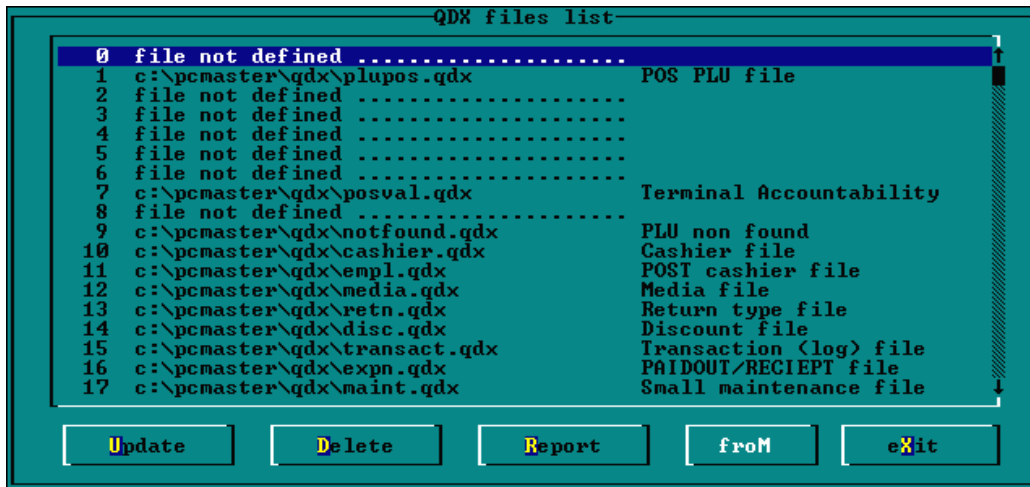 QDX files list
0 file not defined .....................
1 c:\pcmaster\qdx\plupos.qdx POS PLU file
2 file not defined .....................
3 file not defined .....................
4 file not defined .....................
5 file not defined .....................
6 file not defined .....................
7 c:\pcmaster\qdx\posval.qdx Terminal Accountability
8 file not defined .....................
9 c:\pcmaster\qdx\notfound.qdx PLU non found
10 c:\pcmaster\qdx\cashier.qdx Cashier file
11 c:\pcmaster\qdx\empl.qdx POST cashier file
12 c:\pcmaster\qdx\media.qdx Media file
13 c:\pcmaster\qdx\retn.qdx Return type file
14 c:\pcmaster\qdx\disc.qdx Discount file
15 c:\pcmaster\qdx\transact.qdx Transaction (log) file
16 c:\pcmaster\qdx\expn.qdx PAIDOUT/RECIEPT file
17 c:\pcmaster\qdx\maint.qdx Small maintenance file
Update Delete Report froM eXit